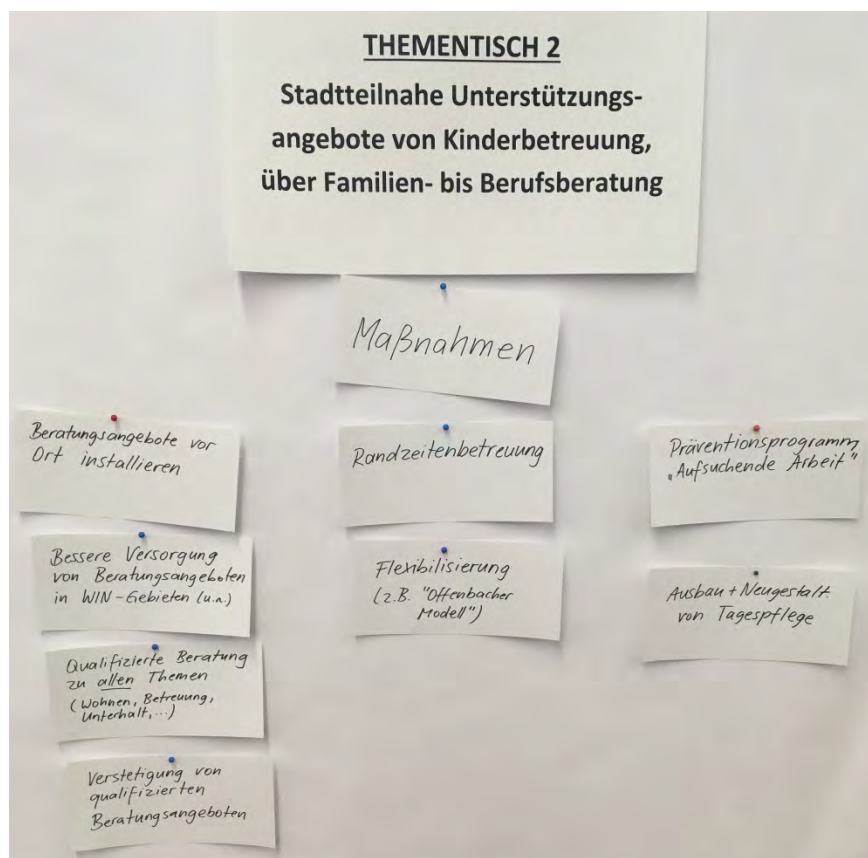 THEMENTISCH 2
Stadtteilnahe Unterstützungs-
angebote von Kinderbetreuung,
über Familien- bis Berufsberatung
Maßnahmen
Beratungsangebote vor
Ort installieren
Bessere Versorgung
von Beratungsangeboten
in WIN-Gebieten (u.a.)
Qualifizierte Beratung
zu allen Themen
(Wohnen, Betreuung,
Unterhalt,...)
Verstetigung von
qualifizierten
Beratungsangeboten
Randzeitenbetreuung
Flexibilisierung
(z.B. "Offenbacher
Modell")
Präventionsprogramm
„Aufsuchende Arbeit"
Ausbau + Neugestalt.
von Tagespflege